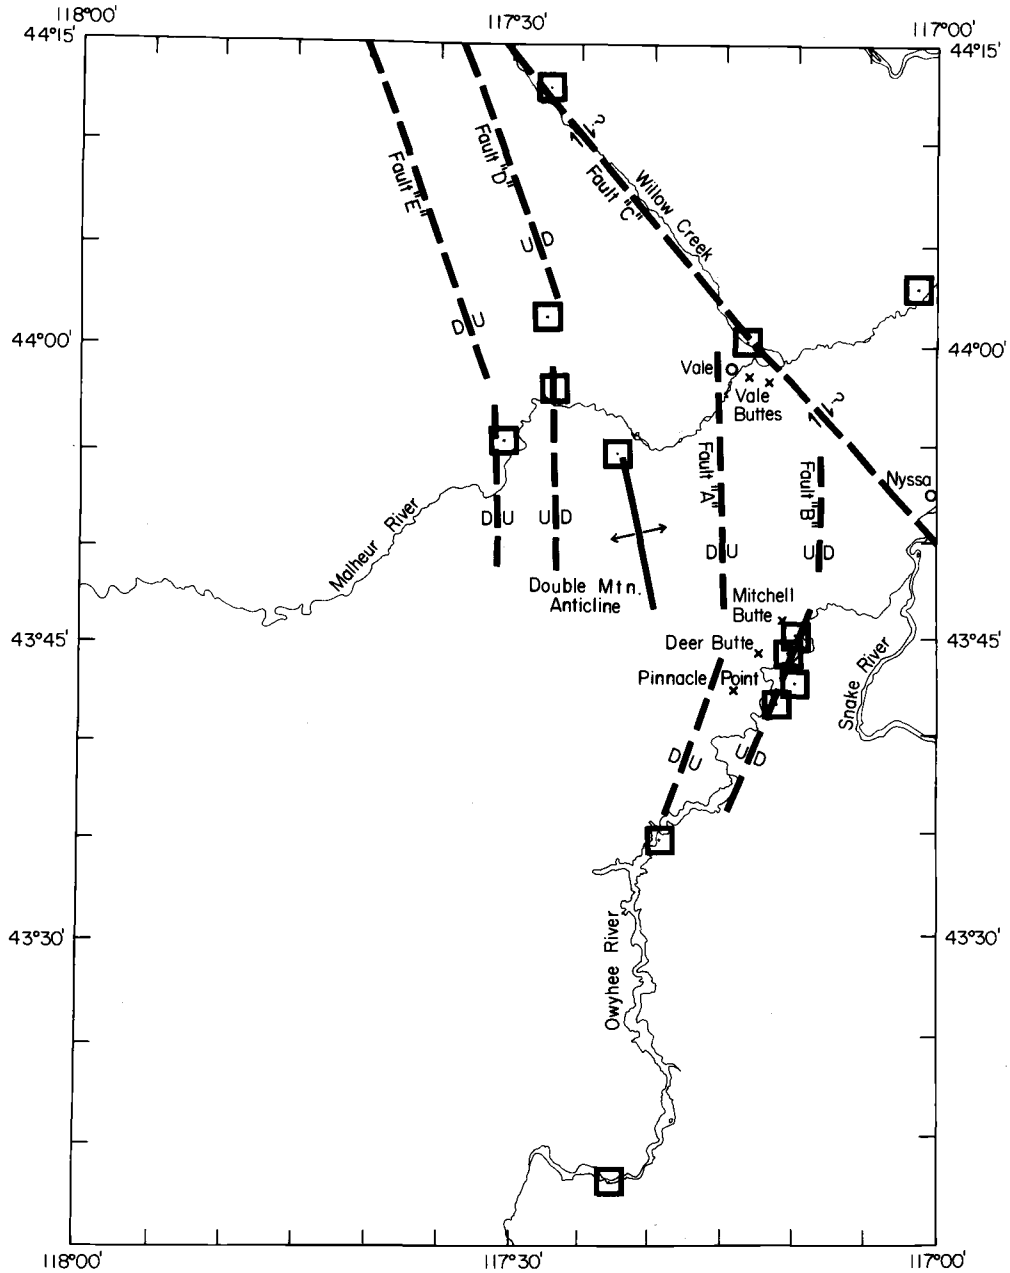 118°00'
117°30'
117°00'
44°15'
44°15'
?
Fault "E"
Fault "D"
Fault "C"
Willow Creek
U D
D U
44°00'
44°00'
Vale
Vale
Buttes
?
Fault "A"
Fault "B"
Nyssa
Malheur River
D U
U D
D U
U D
Double Mtn.
Anticline
Mitchell
Butte
43°45'
43°45'
Deer Butte
Pinnacle Point
Snake River
D U
U D
43°30'
43°30'
Owyhee River
118°00'
117°30'
117°00'